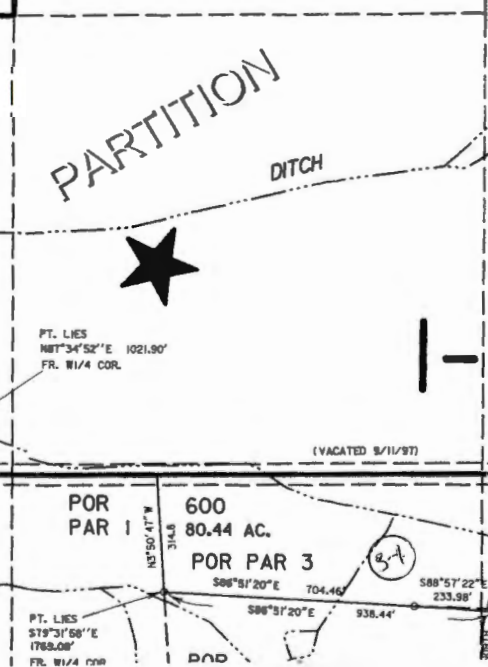 PARTITION
DITCH
PT. LIES
N87°34'52"E 1021.90'
FR. W1/4 COR.
1-
(VACATED 9/11/97)
POR
PAR 1
N3°50'47"W
314.8
600
80.44 AC.
POR PAR 3
3-1
S86°51'20"E 704.46'
S88°57'22"E
233.98'
S86°51'20"E
938.44'
PT. LIES
S79°31'58"E
1769.08'
FR. W1/4 COR
POR